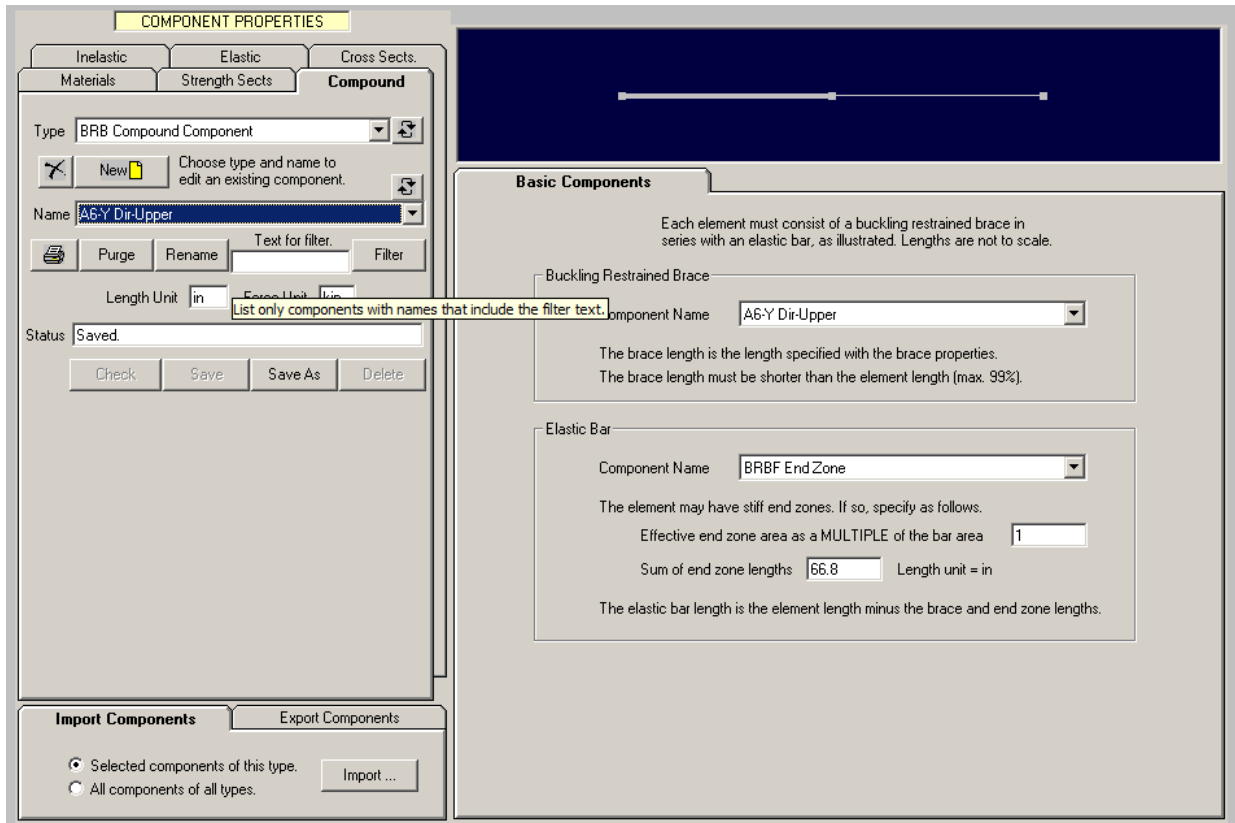 COMPONENT PROPERTIES
Inelastic Elastic Cross Sects.
Materials Strength Sects Compound
Type BRB Compound Component
New Choose type and name to
edit an existing component.
Name A6-Y Dir-Upper
Text for filter.
Purge Rename Filter
Length Unit in Force Unit kip
List only components with names that include the filter text.
Status Saved.
Check Save Save As Delete
Import Components Export Components
Selected components of this type.
All components of all types.
Import ...
Basic Components
Each element must consist of a buckling restrained brace in
series with an elastic bar, as illustrated. Lengths are not to scale.
Buckling Restrained Brace
omponent Name A6-Y Dir-Upper
The brace length is the length specified with the brace properties.
The brace length must be shorter than the element length (max. 99%).
Elastic Bar
Component Name BRBF End Zone
The element may have stiff end zones. If so, specify as follows.
Effective end zone area as a MULTIPLE of the bar area 1
Sum of end zone lengths 66.8 Length unit = in
The elastic bar length is the element length minus the brace and end zone lengths.